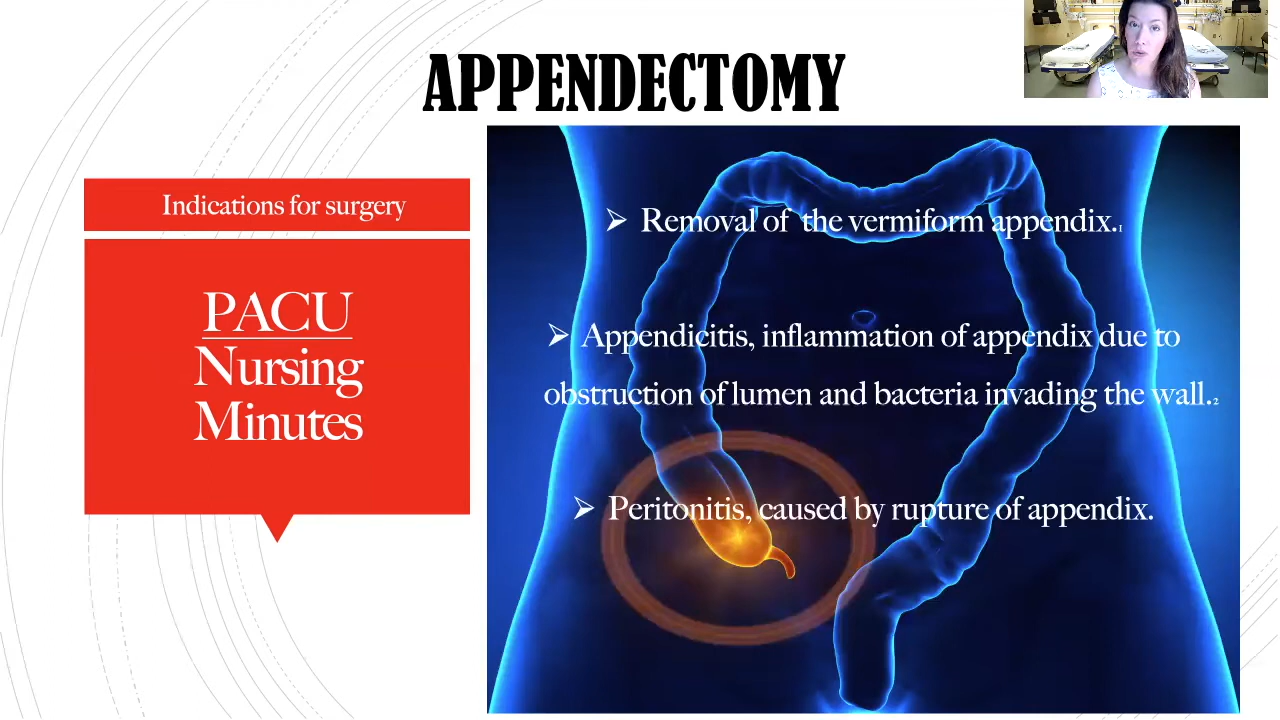 APPENDECTOMY
Indications for surgery
PACU
Nursing
Minutes
➢ Removal of the vermiform appendix.1
➢ Appendicitis, inflammation of appendix due to
obstruction of lumen and bacteria invading the wall.2
➢ Peritonitis, caused by rupture of appendix.